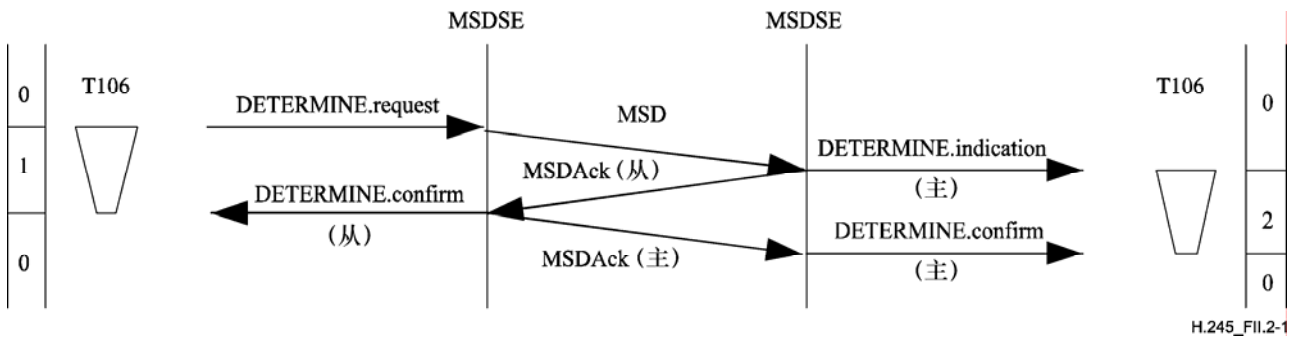 MSDSE
MSDSE
T106
T106
0
0
DETERMINE.request
MSD
DETERMINE.indication
MSDAck (从)
1
DETERMINE.confirm
(主)
DETERMINE.confirm
2
(从)
MSDAck (主)
(主)
0
0
H.245_FII.2-1